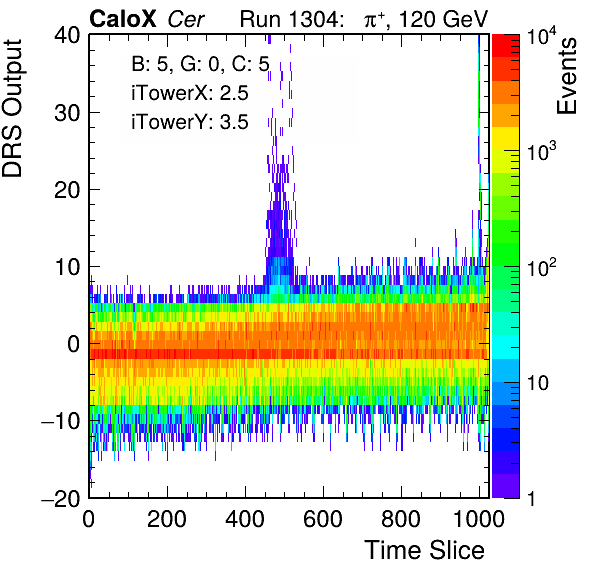 CaloX Cer Run 1304: π⁺, 120 GeV
B: 5, G: 0, C: 5
iTowerX: 2.5
iTowerY: 3.5
DRS Output
40
30
20
10
0
−10
−20
0 200 400 600 800 1000
Time Slice
Events
10⁴
10³
10²
10
1